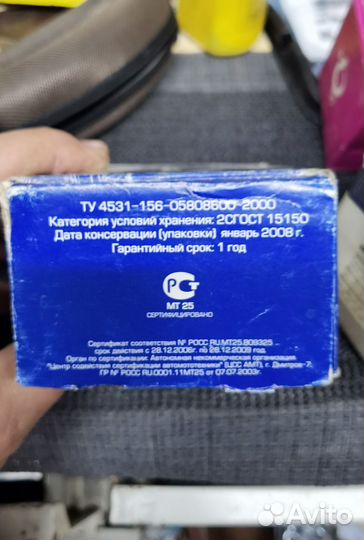 ТУ 4531-156-05808600-2000
Категория условий хранения: 2СГОСТ 15150
Дата консервации (упаковки) январь 2008 г.
Гарантийный срок: 1 год
РСТ
МТ 25
СЕРТИФИЦИРОВАНО
Сертификат соответствия № РОСС RU.МТ25.В09325
срок действия с 28.12.2006г. по 28.12.2009 год.
Орган по сертификации: Автономная некоммерческая организация
"Центр содействия сертификации автомототехники" (ЦСС АМТ), г. Дмитров-7,
ГР № РОСС RU.0001.11МТ25 от 07.07.2003г.
Avito